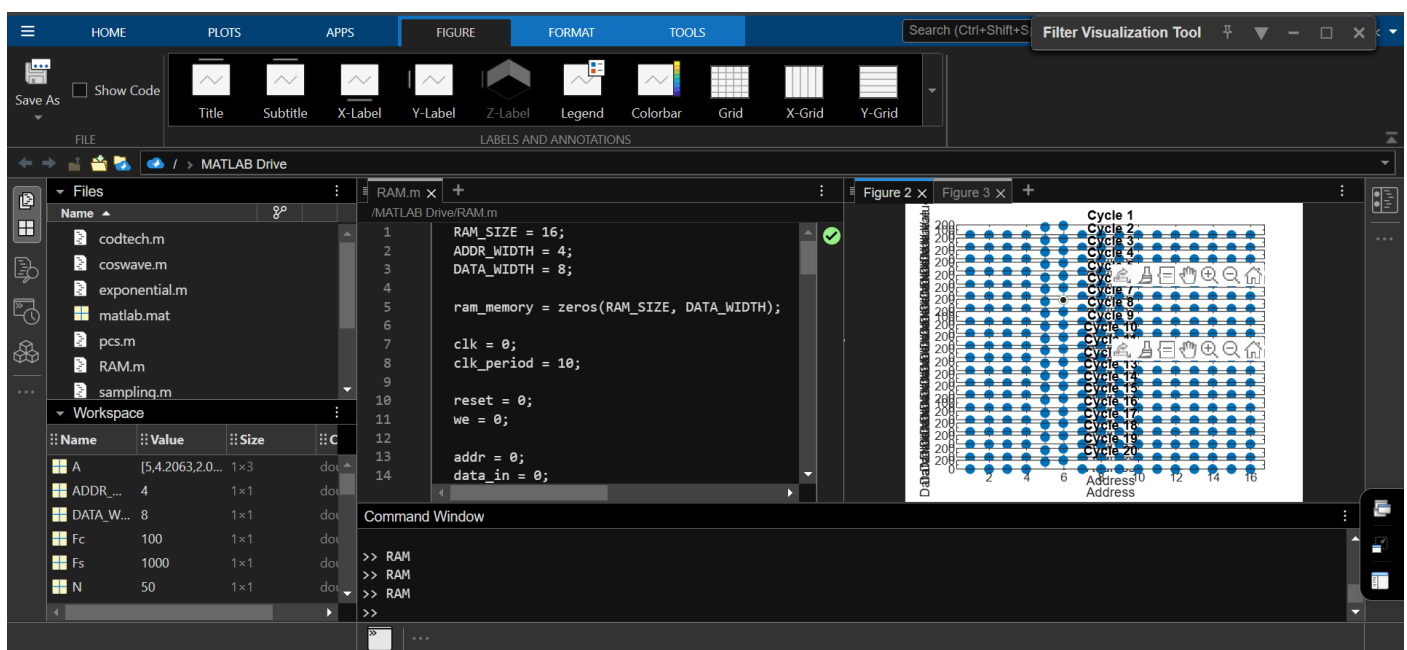 HOME PLOTS APPS FIGURE FORMAT TOOLS Search (Ctrl+Shift+S Filter Visualization Tool
Save As
Show Code
Title Subtitle X-Label Y-Label Z-Label Legend Colorbar Grid X-Grid Y-Grid
FILE LABELS AND ANNOTATIONS
/ > MATLAB Drive
Files
Name
codtech.m
coswave.m
exponential.m
matlab.mat
pcs.m
RAM.m
sampling.m
Workspace
Name Value Size C
A [5,4.2063,2.0... 1×3 dou
ADDR_... 4 1×1 dou
DATA_W... 8 1×1 dou
Fc 100 1×1 dou
Fs 1000 1×1 dou
N 50 1×1 dou
RAM.m × +
/MATLAB Drive/RAM.m
1 RAM_SIZE = 16;
2 ADDR_WIDTH = 4;
3 DATA_WIDTH = 8;
4
5 ram_memory = zeros(RAM_SIZE, DATA_WIDTH);
6
7 clk = 0;
8 clk_period = 10;
9
10 reset = 0;
11 we = 0;
12
13 addr = 0;
14 data_in = 0;
Figure 2 × Figure 3 × +
Cycle 1
Cycle 2
Cycle 3
Cycle 4
Cycle 7
Cycle 8
Cycle 9
Cycle 10
Cycle 13
Cycle 14
Cycle 15
Cycle 16
Cycle 17
Cycle 18
Cycle 19
Cycle 20
0 2 4 6 10 12 14 16
Address
Address
Command Window
>> RAM
>> RAM
>> RAM
>>